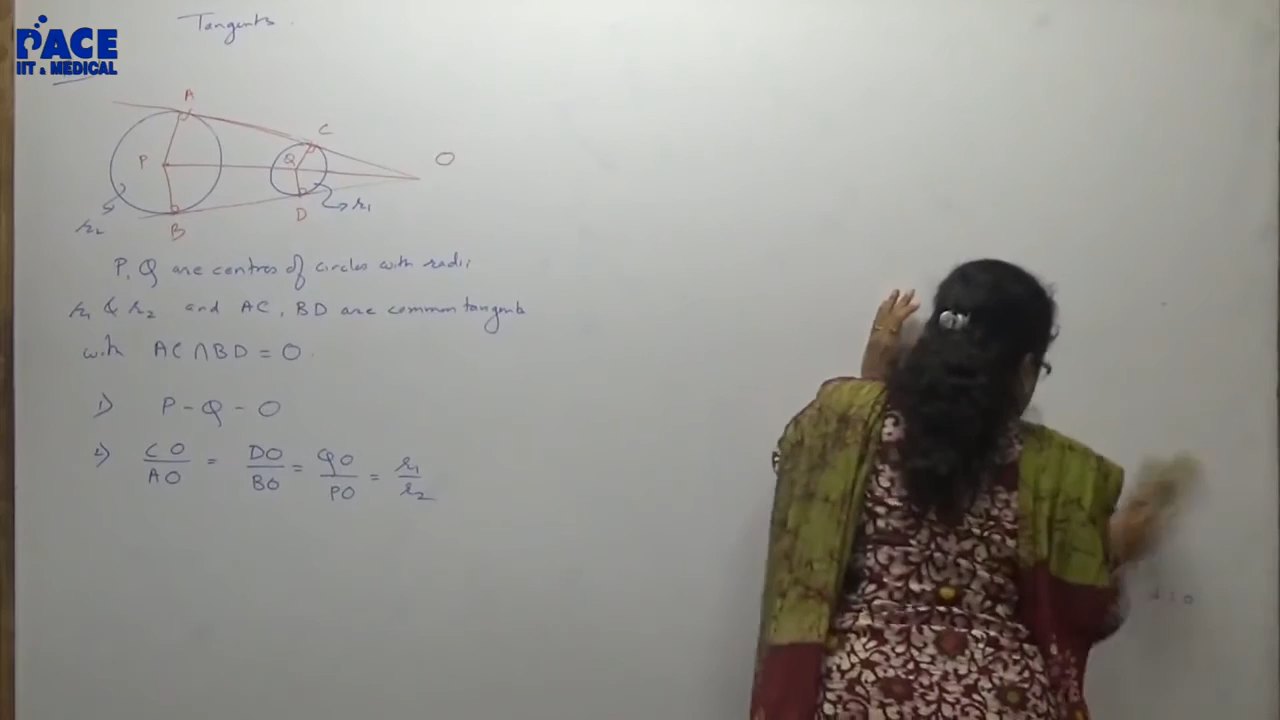 PACE
IIT & MEDICAL
Tangents.
A
C
P
Q
O
D
B
r₁
r₂
P, Q are centres of circles with radii
r₁ & r₂ and AC, BD are common tangents
with AC ∩ BD = O.
1) P - Q - O
2) CO/AO = DO/BO = QO/PO = r₁/r₂